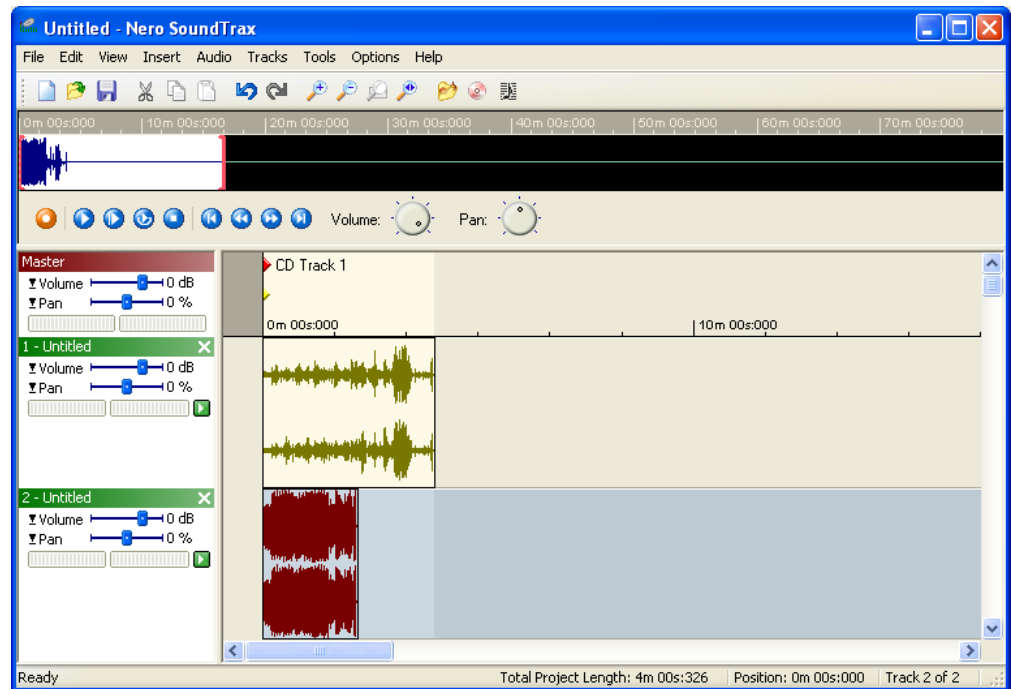 Untitled - Nero SoundTrax
File Edit View Insert Audio Tracks Tools Options Help
0m 00s:000 10m 00s:000 20m 00s:000 30m 00s:000 40m 00s:000 50m 00s:000 60m 00s:000 70m 00s:000
Volume: Pan:
Master
Volume 0 dB
Pan 0 %
CD Track 1
0m 00s:000 10m 00s:000
1 - Untitled
Volume 0 dB
Pan 0 %
2 - Untitled
Volume 0 dB
Pan 0 %
Ready Total Project Length: 4m 00s:326 Position: 0m 00s:000 Track 2 of 2